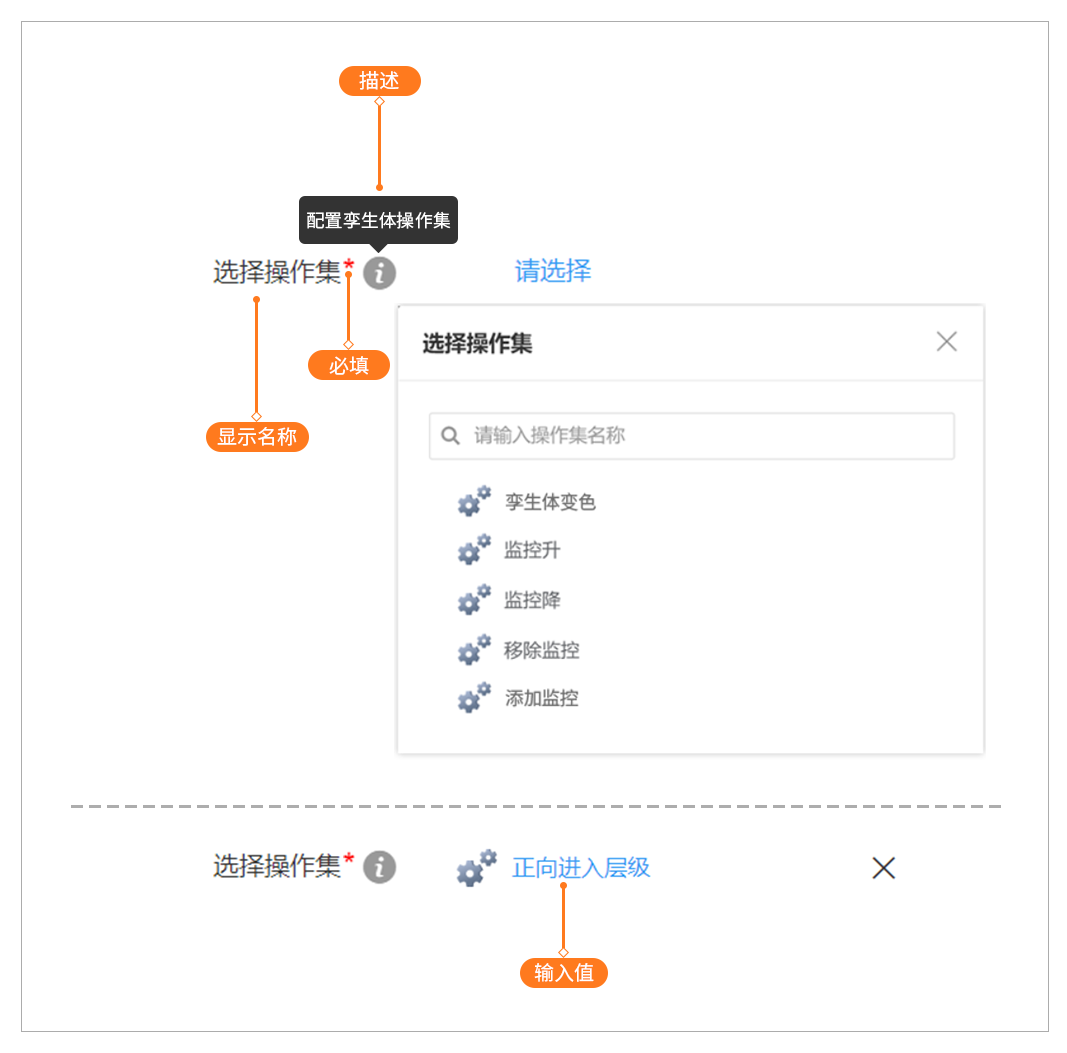 描述
配置孪生体操作集
选择操作集* i
请选择
必填
显示名称
选择操作集
请输入操作集名称
孪生体变色
监控升
监控降
移除监控
添加监控
选择操作集* i
正向进入层级
输入值